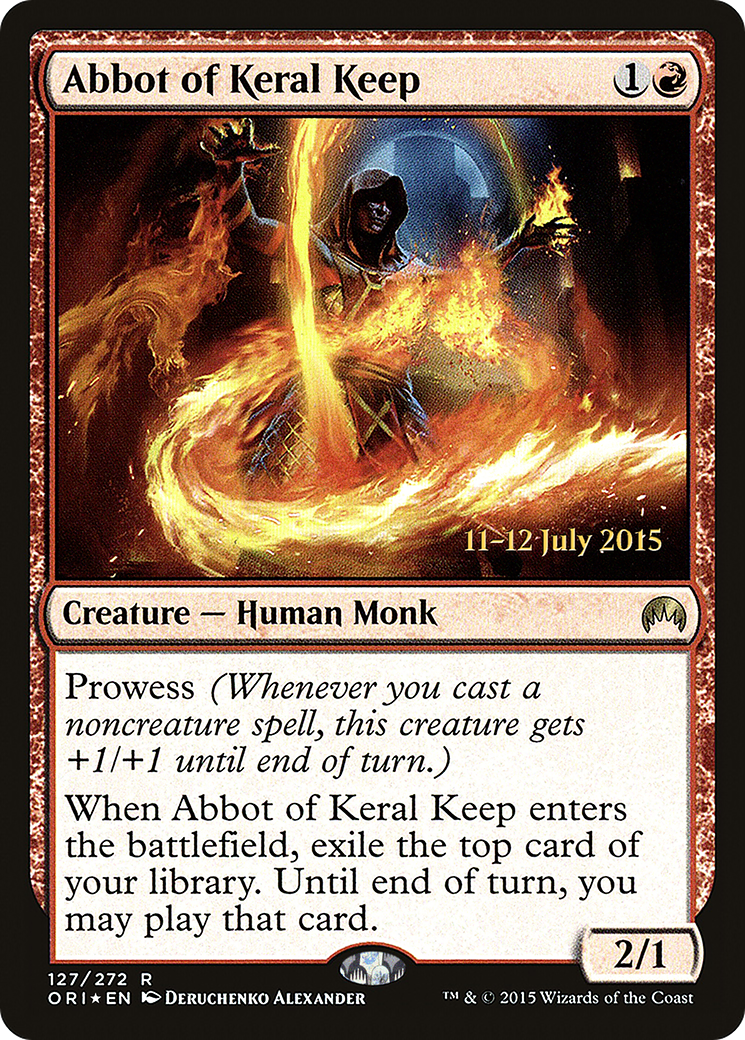 Abbot of Keral Keep 1
11–12 July 2015
Creature — Human Monk
Prowess (Whenever you cast a
noncreature spell, this creature gets
+1/+1 until end of turn.)
When Abbot of Keral Keep enters
the battlefield, exile the top card of
your library. Until end of turn, you
may play that card.
2/1
127/272 R
ORI★EN Deruchenko Alexander
™ & © 2015 Wizards of the Coast